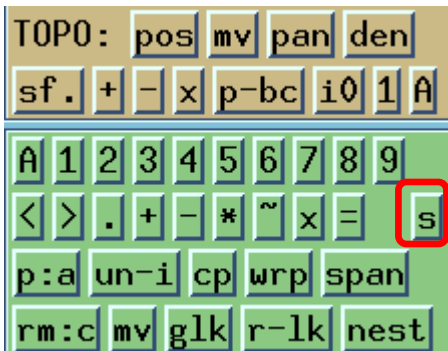 TOPO: pos mv pan den
sf. + - x p-bc i0 1 A
A 1 2 3 4 5 6 7 8 9
< > . + - * ~ x = s
p:a un-i cp wrp span
rm:c mv glk r-lk nest